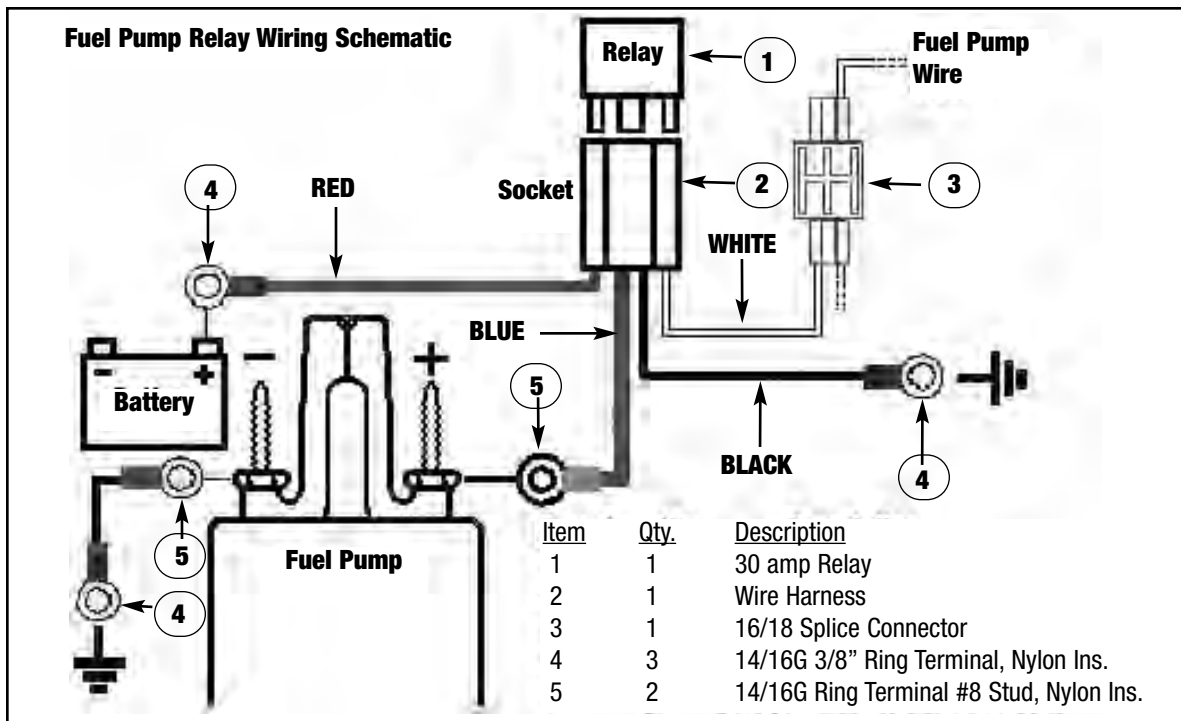 Fuel Pump Relay Wiring Schematic
Relay
1
Fuel Pump
Wire
4
RED
Socket
2
3
WHITE
BLUE
- +
Battery
- +
5
BLACK
4
5
Fuel Pump
4
Item Qty. Description
1 1 30 amp Relay
2 1 Wire Harness
3 1 16/18 Splice Connector
4 3 14/16G 3/8” Ring Terminal, Nylon Ins.
5 2 14/16G Ring Terminal #8 Stud, Nylon Ins.